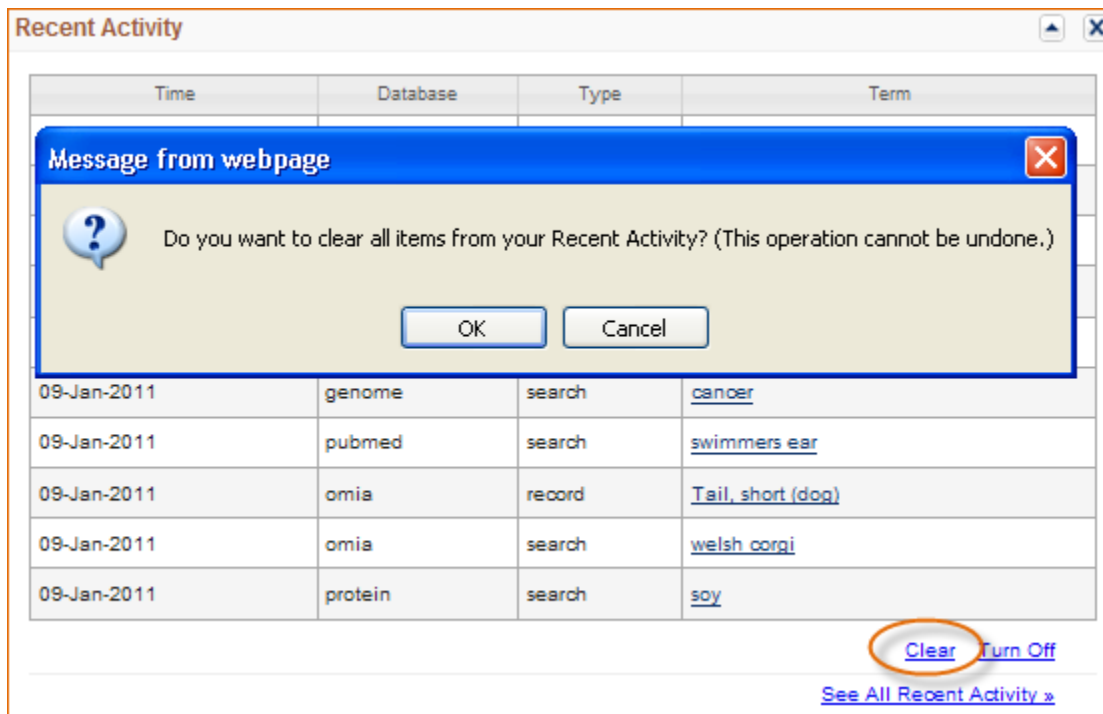 Recent Activity
Time Database Type Term
Message from webpage
Do you want to clear all items from your Recent Activity? (This operation cannot be undone.)
OK Cancel
09-Jan-2011 genome search cancer
09-Jan-2011 pubmed search swimmers ear
09-Jan-2011 omia record Tail, short (dog)
09-Jan-2011 omia search welsh corgi
09-Jan-2011 protein search soy
Clear Turn Off
See All Recent Activity »